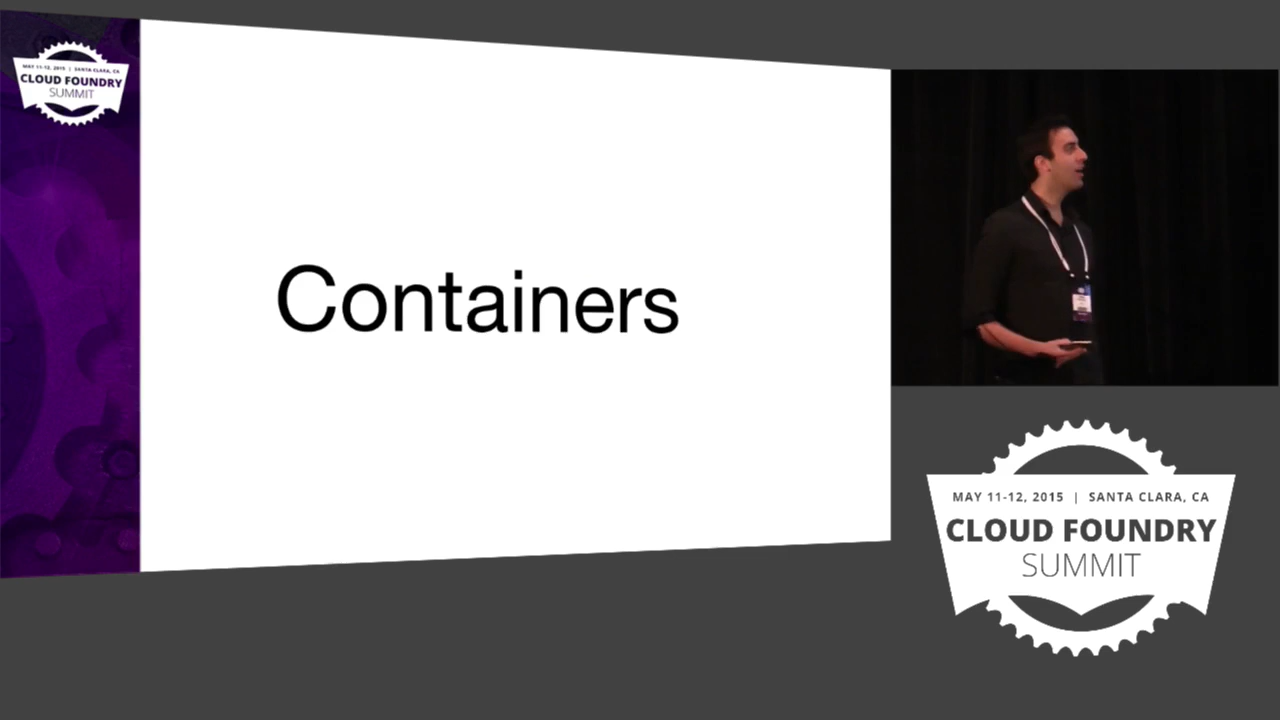 MAY 11-12, 2015 | SANTA CLARA, CA
CLOUD FOUNDRY
SUMMIT
Containers
MAY 11-12, 2015 | SANTA CLARA, CA
CLOUD FOUNDRY
SUMMIT